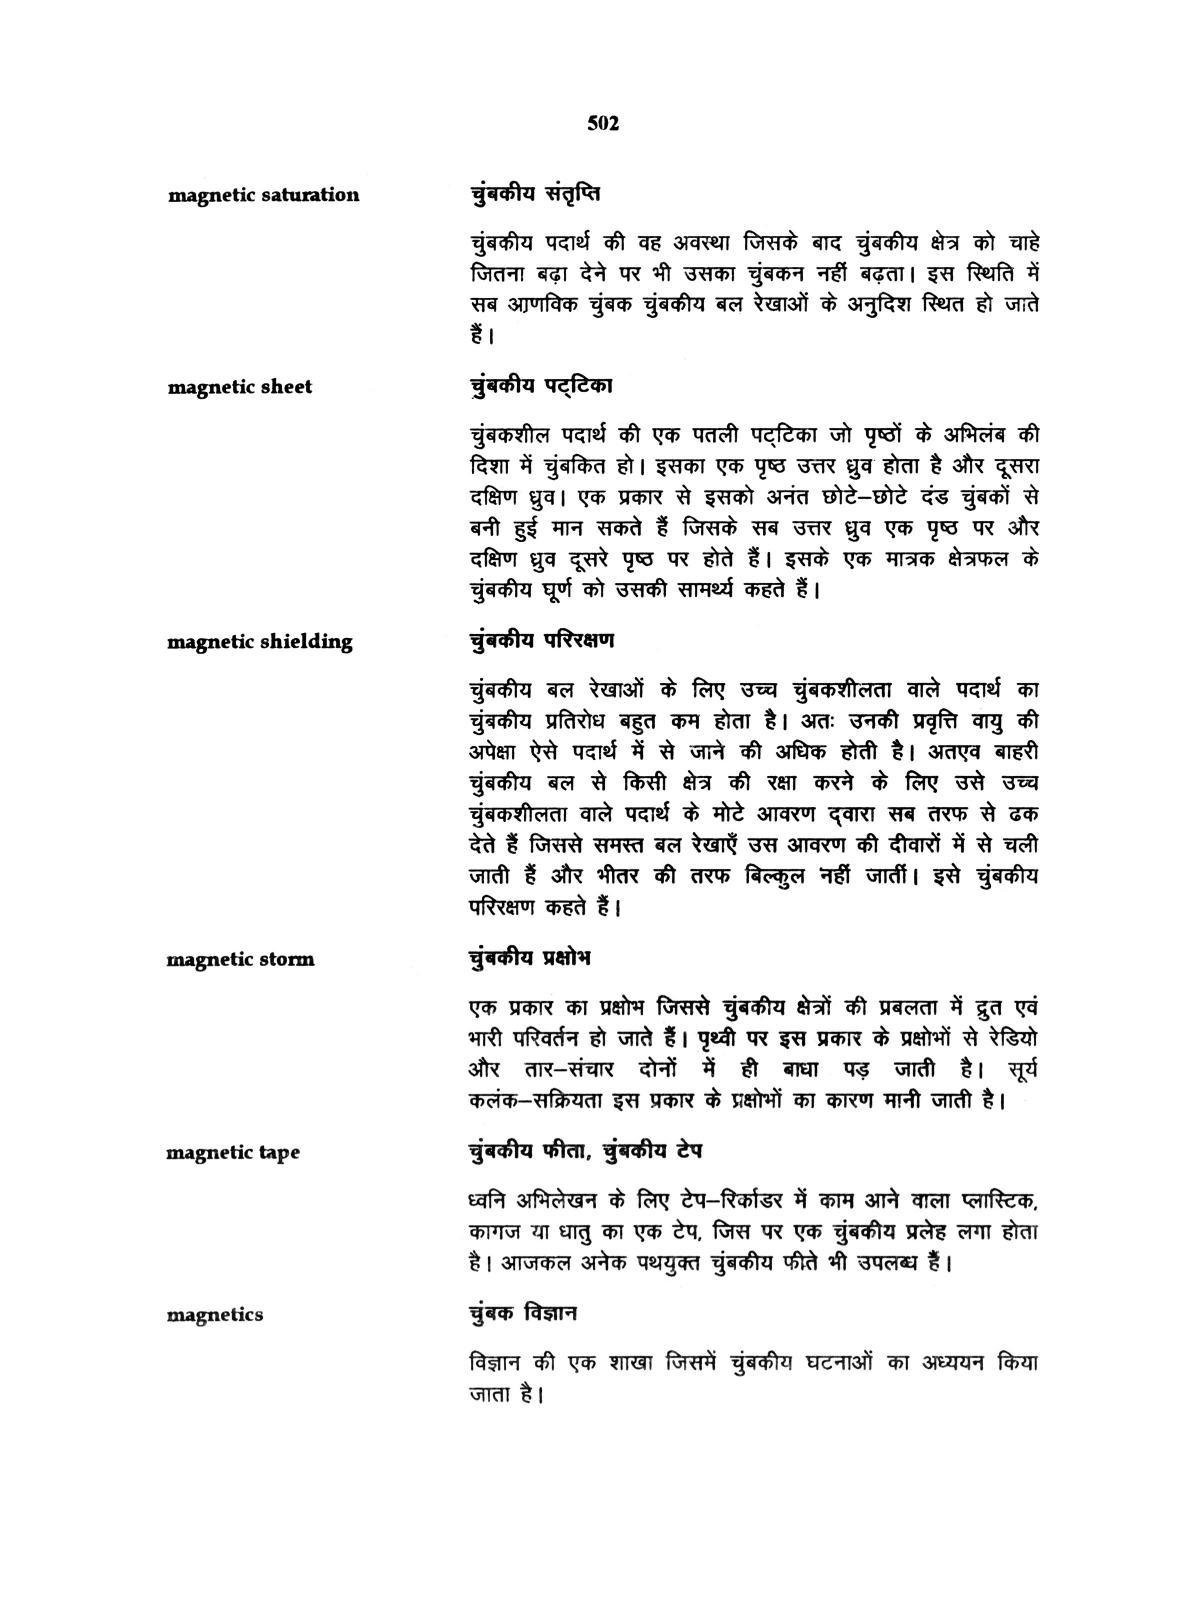 502
magnetic saturation चुंबकीय संतृप्ति
चुंबकीय पदार्थ की वह अवस्था जिसके बाद चुंबकीय क्षेत्र को चाहे
जितना बढ़ा देने पर भी उसका चुंबकन नहीं बढ़ता। इस स्थिति में
सब आणविक चुंबक चुंबकीय बल रेखाओं के अनुदिश स्थित हो जाते
हैं।
magnetic sheet चुंबकीय पट्टिका
चुंबकशील पदार्थ की एक पतली पट्टिका जो पृष्ठों के अभिलंब की
दिशा में चुंबकित हो। इसका एक पृष्ठ उत्तर ध्रुव होता है और दूसरा
दक्षिण ध्रुव। एक प्रकार से इसको अनंत छोटे–छोटे दंड चुंबकों से
बनी हुई मान सकते हैं जिसके सब उत्तर ध्रुव एक पृष्ठ पर और
दक्षिण ध्रुव दूसरे पृष्ठ पर होते हैं। इसके एक मात्रक क्षेत्रफल के
चुंबकीय घूर्ण को उसकी सामर्थ्य कहते हैं।
magnetic shielding चुंबकीय परिरक्षण
चुंबकीय बल रेखाओं के लिए उच्च चुंबकशीलता वाले पदार्थ का
चुंबकीय प्रतिरोध बहुत कम होता है। अतः उनकी प्रवृत्ति वायु की
अपेक्षा ऐसे पदार्थ में से जाने की अधिक होती है। अतएव बाहरी
चुंबकीय बल से किसी क्षेत्र की रक्षा करने के लिए उसे उच्च
चुंबकशीलता वाले पदार्थ के मोटे आवरण द्वारा सब तरफ से ढक
देते हैं जिससे समस्त बल रेखाएँ उस आवरण की दीवारों में से चली
जाती हैं और भीतर की तरफ बिल्कुल नहीं जातीं। इसे चुंबकीय
परिरक्षण कहते हैं।
magnetic storm चुंबकीय प्रक्षोभ
एक प्रकार का प्रक्षोभ जिससे चुंबकीय क्षेत्रों की प्रबलता में द्रुत एवं
भारी परिवर्तन हो जाते हैं। पृथ्वी पर इस प्रकार के प्रक्षोभों से रेडियो
और तार–संचार दोनों में ही बाधा पड़ जाती है। सूर्य
कलंक–सक्रियता इस प्रकार के प्रक्षोभों का कारण मानी जाती है।
magnetic tape चुंबकीय फीता, चुंबकीय टेप
ध्वनि अभिलेखन के लिए टेप–रिर्काडर में काम आने वाला प्लास्टिक,
कागज या धातु का एक टेप, जिस पर एक चुंबकीय प्रलेह लगा होता
है। आजकल अनेक पथयुक्त चुंबकीय फीते भी उपलब्ध हैं।
magnetics चुंबक विज्ञान
विज्ञान की एक शाखा जिसमें चुंबकीय घटनाओं का अध्ययन किया
जाता है।